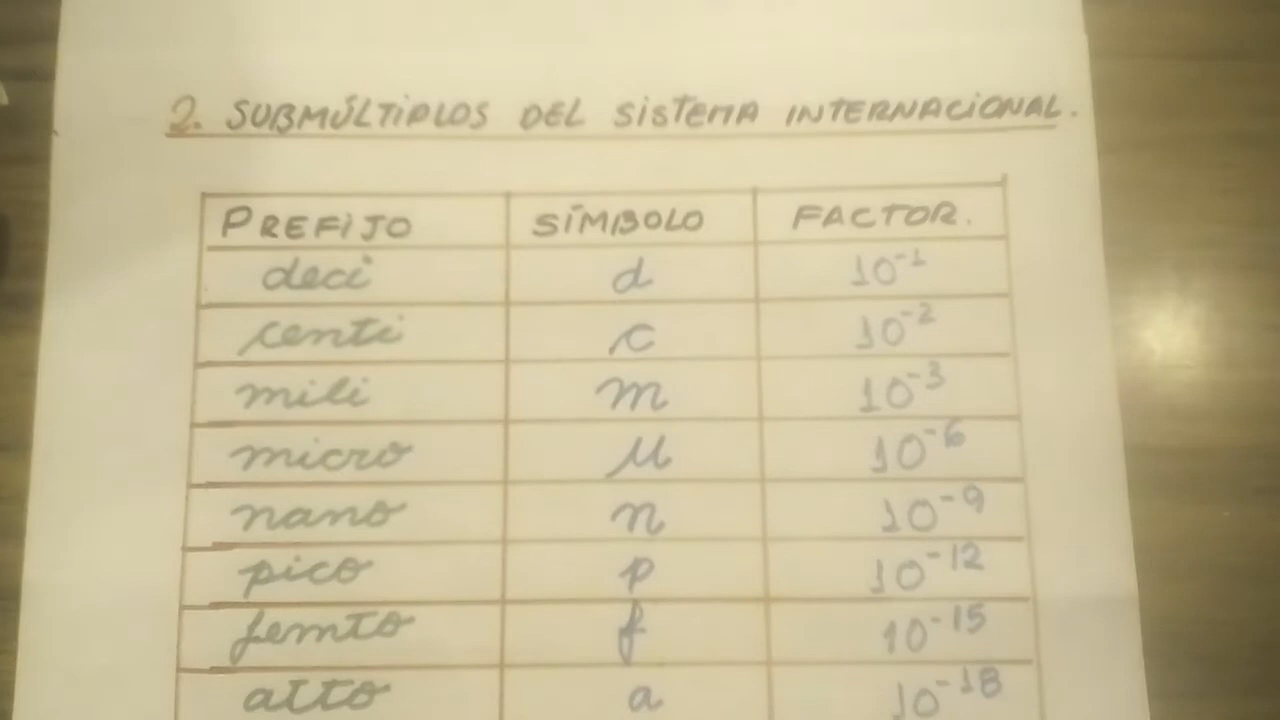 2. SUBMÚLTIPLOS DEL SISTEMA INTERNACIONAL.
PREFIJO SÍMBOLO FACTOR.
deci d 10⁻¹
centi c 10⁻²
mili m 10⁻³
micro µ 10⁻⁶
nano n 10⁻⁹
pico p 10⁻¹²
femto f 10⁻¹⁵
atto a 10⁻¹⁸